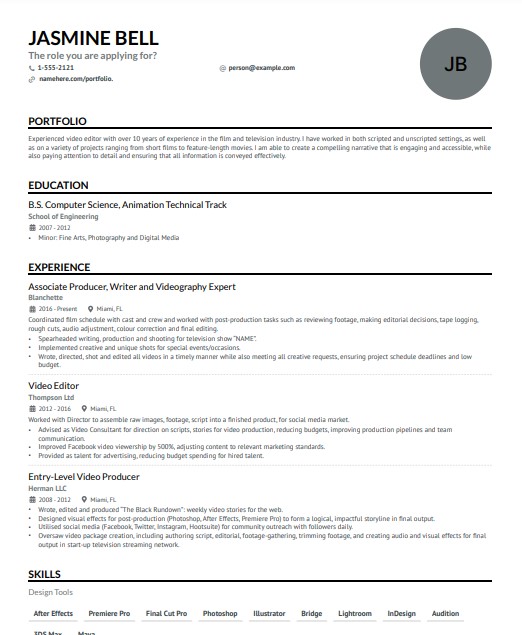 JASMINE BELL
The role you are applying for?
1-555-2121 person@example.com
namehere.com/portfolio.
JB
PORTFOLIO
Experienced video editor with over 10 years of experience in the film and television industry. I have worked in both scripted and unscripted settings, as well
as on a variety of projects ranging from short films to feature-length movies. I am able to create a compelling narrative that is engaging and accessible, while
also paying attention to detail and ensuring that all information is conveyed effectively.
EDUCATION
B.S. Computer Science, Animation Technical Track
School of Engineering
2007 - 2012
• Minor: Fine Arts, Photography and Digital Media
EXPERIENCE
Associate Producer, Writer and Videography Expert
Blanchette
2016 - Present Miami, FL
Coordinated film schedule with cast and crew and worked with post-production tasks such as reviewing footage, making editorial decisions, tape logging,
rough cuts, audio adjustment, colour correction and final editing.
• Spearheaded writing, production and shooting for television show “NAME”.
• Implemented creative and unique shots for special events/occasions.
• Wrote, directed, shot and edited all videos in a timely manner while also meeting all creative requests, ensuring project schedule deadlines and low
budget.
Video Editor
Thompson Ltd
2012 - 2016 Miami, FL
Worked with Director to assemble raw images, footage, script into a finished product, for social media market.
• Advised as Video Consultant for direction on scripts, stories for video production, reducing budgets, improving production pipelines and team
communication.
• Improved Facebook video viewership by 500%, adjusting content to relevant marketing standards.
• Provided as talent for advertising, reducing budget spending for hired talent.
Entry-Level Video Producer
Herman LLC
2008 - 2012 Miami, FL
• Wrote, edited and produced “The Black Rundown”: weekly video stories for the web.
• Designed visual effects for post-production (Photoshop, After Effects, Premiere Pro) to form a logical, impactful storyline in final output.
• Utilised social media (Facebook, Twitter, Instagram, Hootsuite) for community outreach with followers daily.
• Oversaw video package creation, including authoring script, editorial, footage-gathering, trimming footage, and creating audio and visual effects for final
output in start-up television streaming network.
SKILLS
Design Tools
After Effects Premiere Pro Final Cut Pro Photoshop Illustrator Bridge Lightroom InDesign Audition
3DS Max Maya